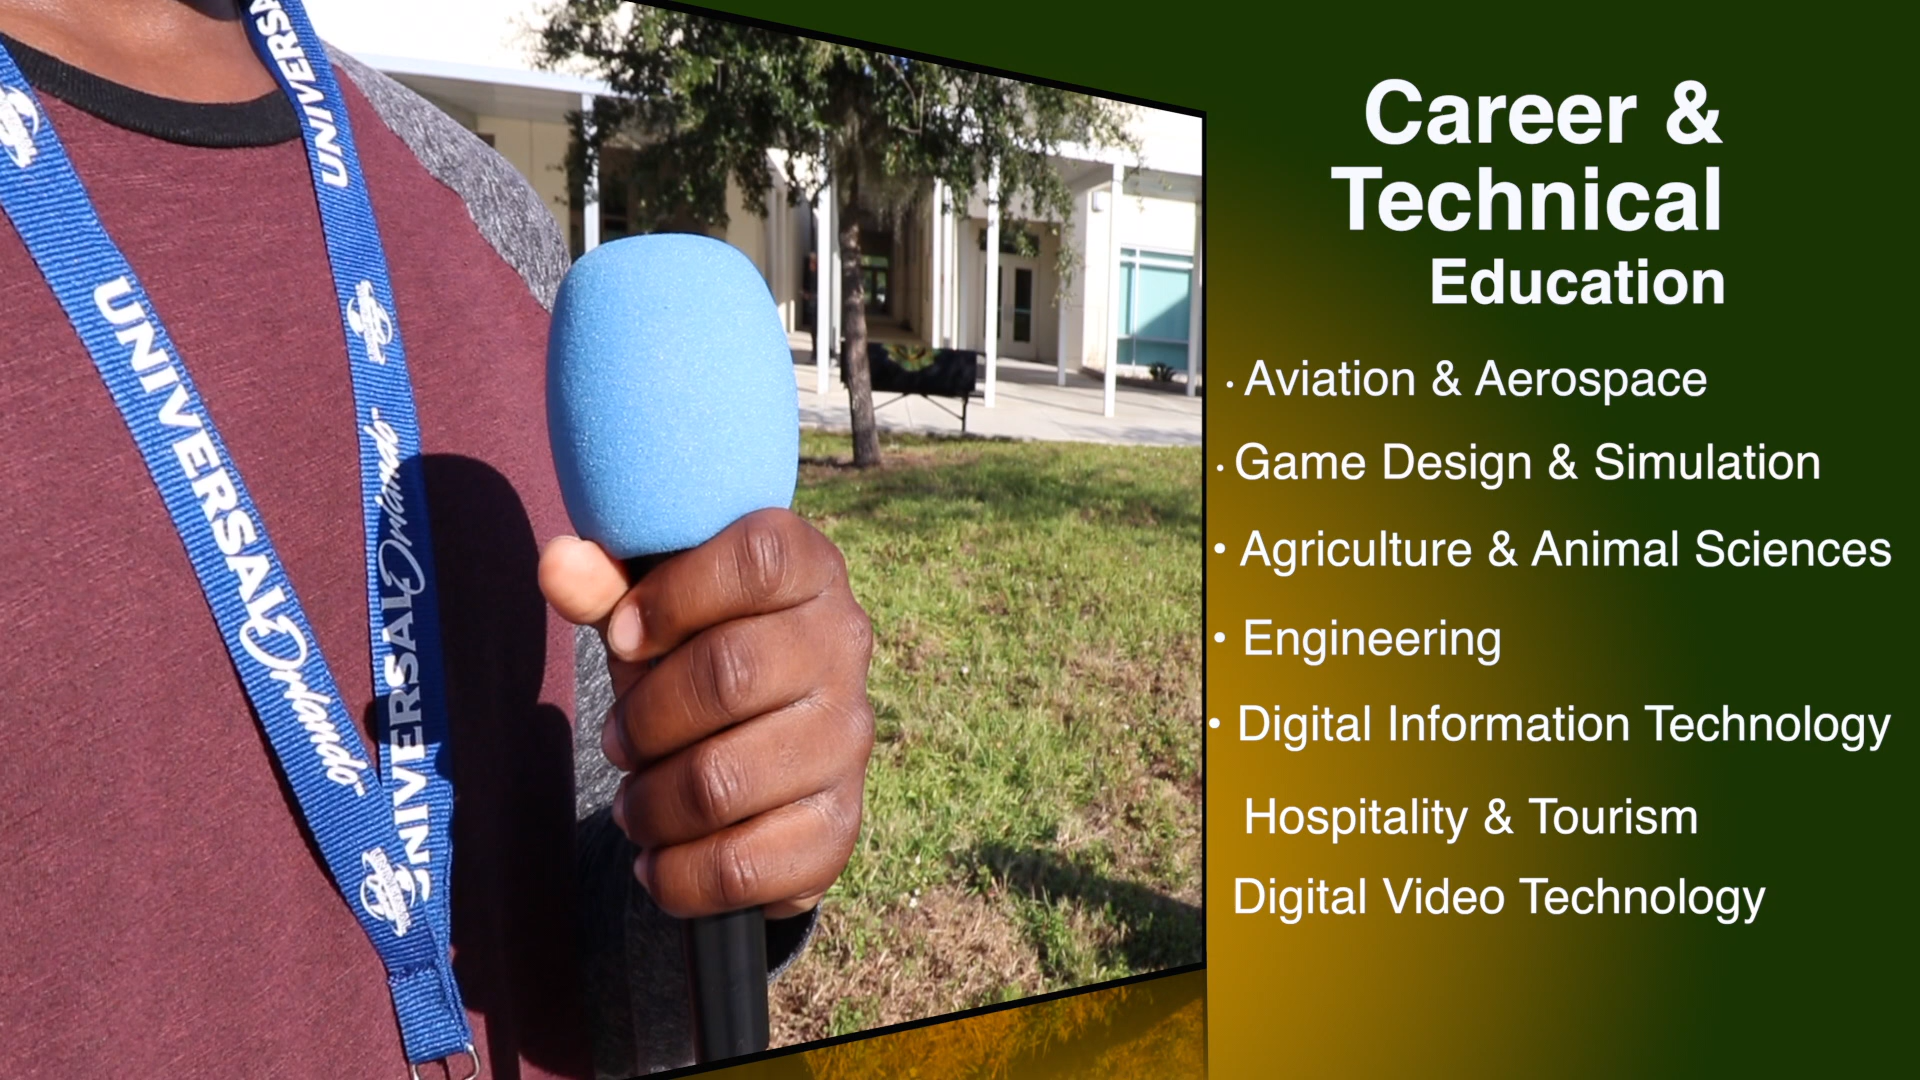 UNIVERSAL Orlando
UNIVERSA
UNIVERSAL Orlando
Career &
Technical
Education
· Aviation & Aerospace
· Game Design & Simulation
• Agriculture & Animal Sciences
• Engineering
• Digital Information Technology
Hospitality & Tourism
Digital Video Technology